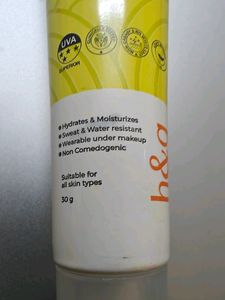 UVA
SUPERIOR
Hydrates & Moisturizes
Sweat & Water resistant
Wearable under makeup
Non Comedogenic
Suitable for
all skin types
30 g
h&g